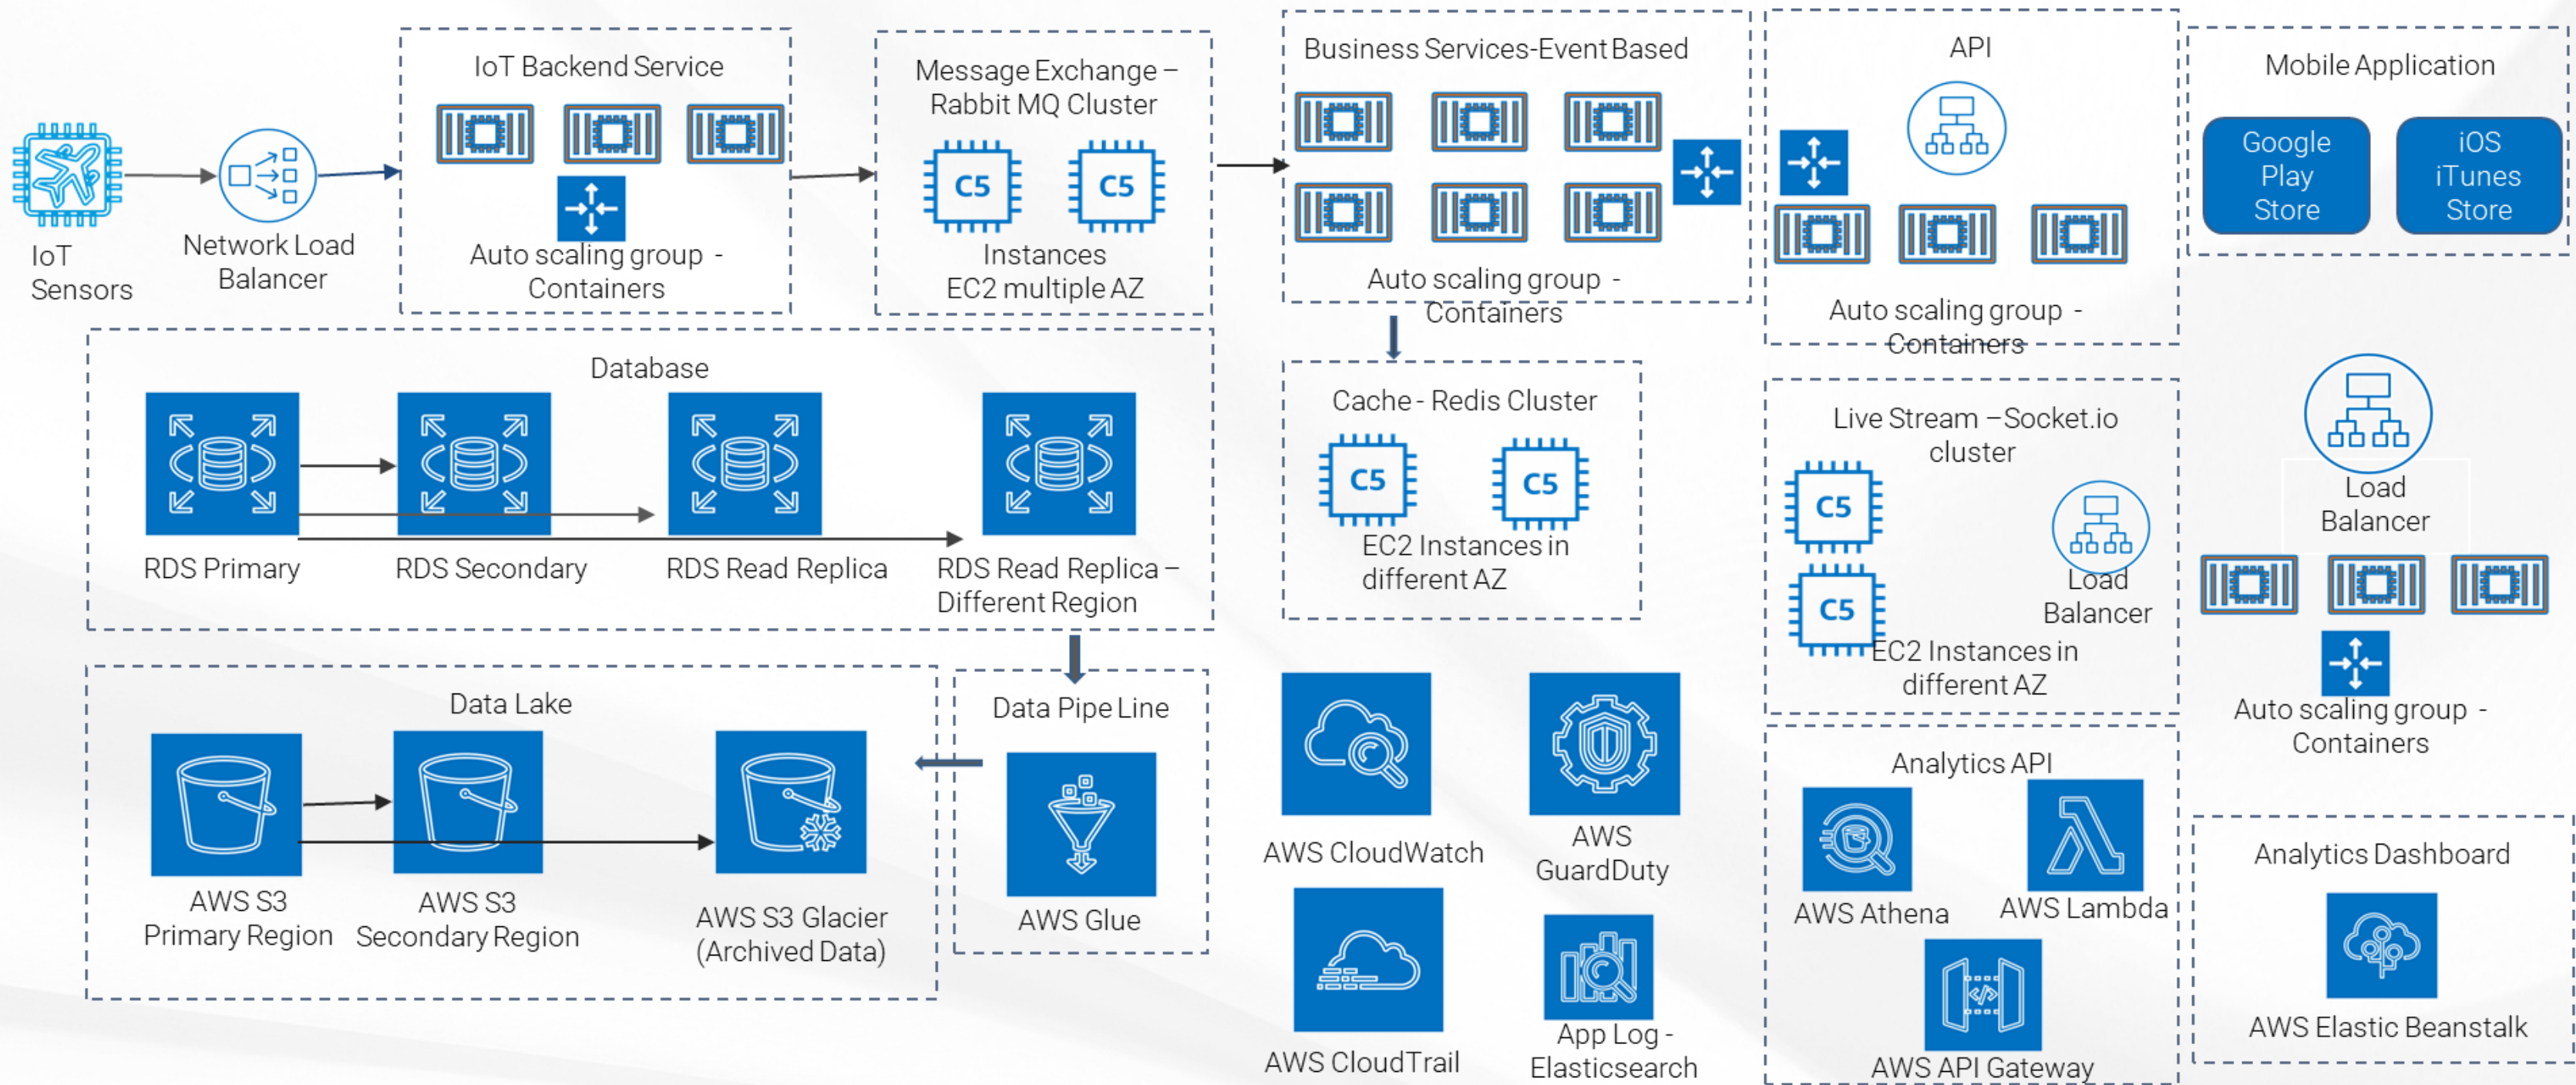 IoT
Sensors
Network Load
Balancer
IoT Backend Service
Auto scaling group -
Containers
Message Exchange –
Rabbit MQ Cluster
C5
C5
Instances
EC2 multiple AZ
Business Services-Event Based
Auto scaling group -
Containers
API
Auto scaling group -
Containers
Mobile Application
Google
Play
Store
iOS
iTunes
Store
Database
RDS Primary
RDS Secondary
RDS Read Replica
RDS Read Replica –
Different Region
Cache - Redis Cluster
C5
C5
EC2 Instances in
different AZ
Live Stream –Socket.io
cluster
C5
C5
Load
Balancer
EC2 Instances in
different AZ
Load
Balancer
Auto scaling group -
Containers
Data Lake
AWS S3
Primary Region
AWS S3
Secondary Region
AWS S3 Glacier
(Archived Data)
Data Pipe Line
AWS Glue
AWS CloudWatch
AWS
GuardDuty
AWS CloudTrail
App Log -
Elasticsearch
Analytics API
AWS Athena
AWS Lambda
AWS API Gateway
Analytics Dashboard
AWS Elastic Beanstalk